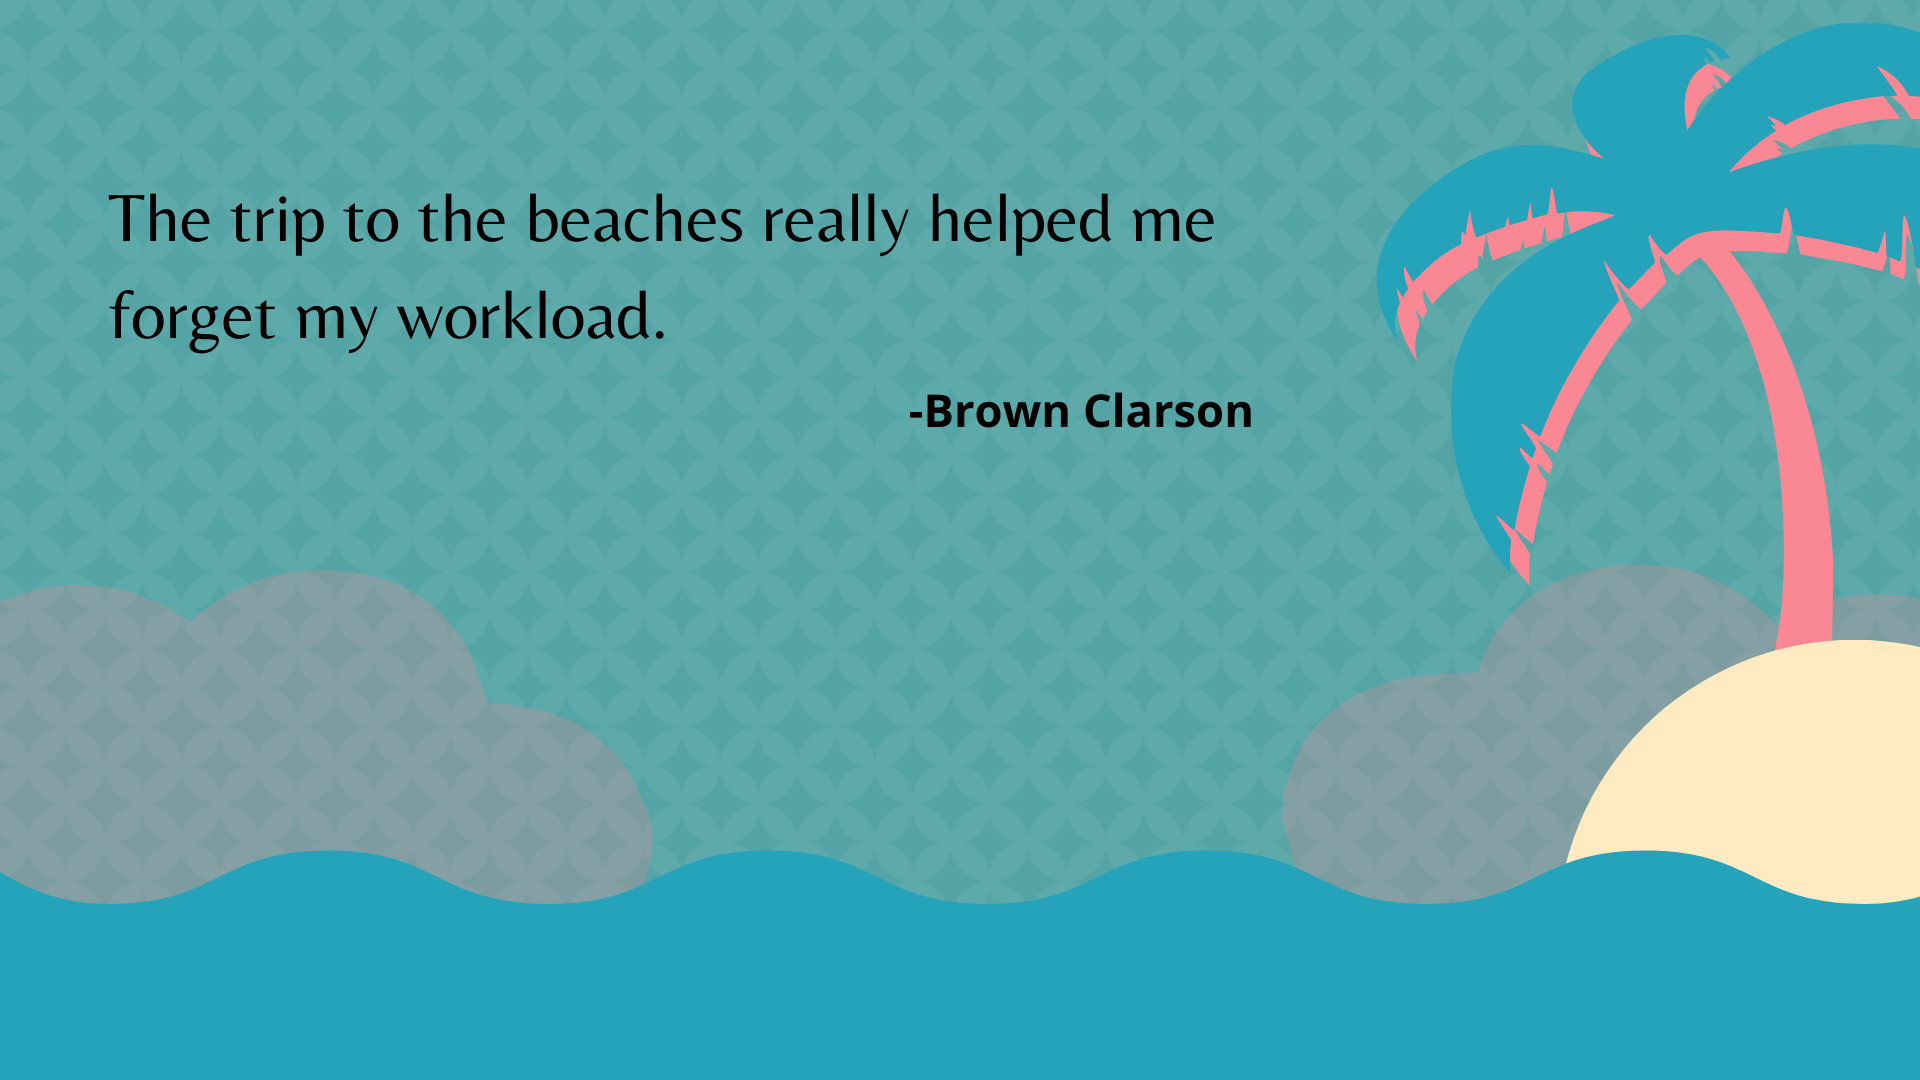 The trip to the beaches really helped me
forget my workload.
-Brown Clarson